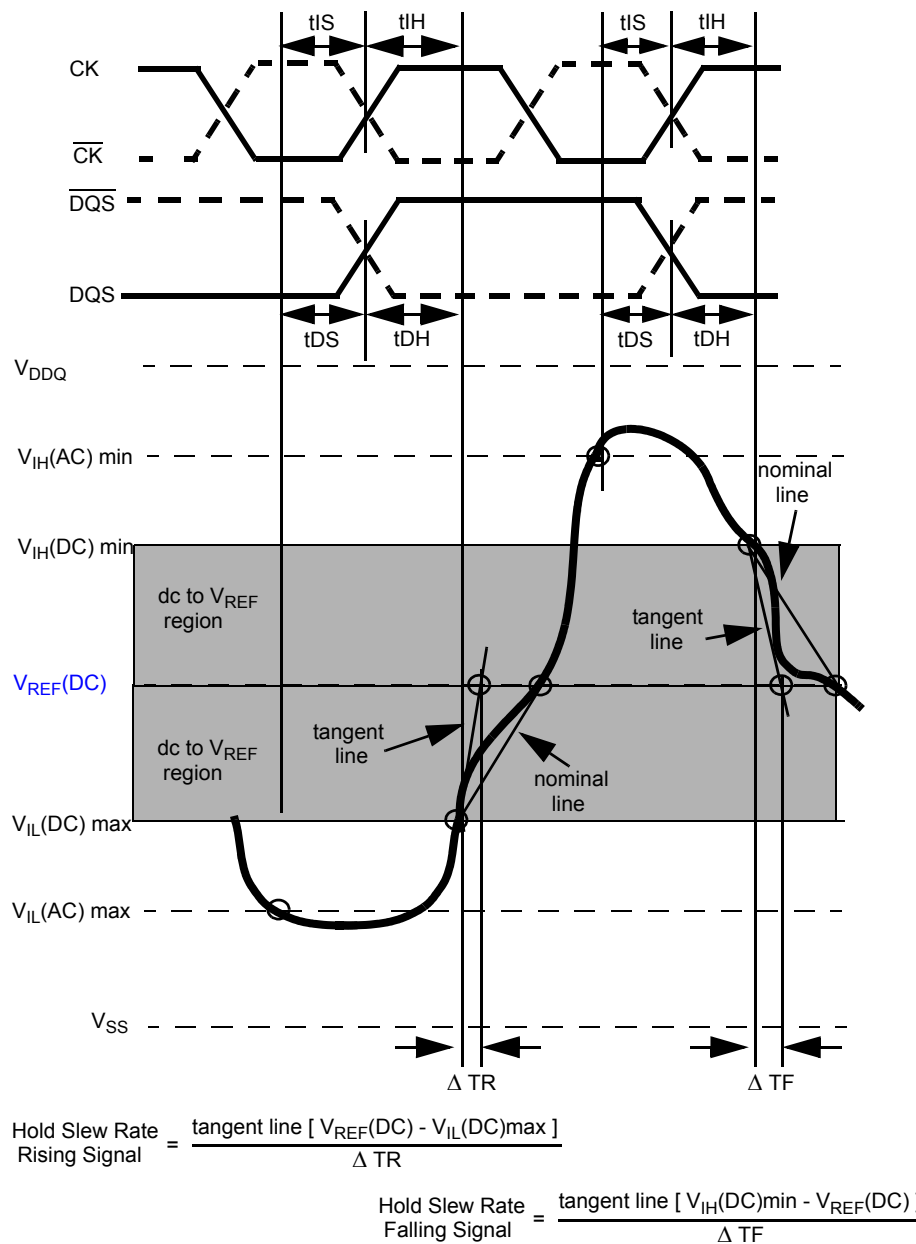 tIS tIH tIS tIH
CK
CK
DQS
DQS
tDS tDH tDS tDH
VDDQ
VIH(AC) min
nominal
line
VIH(DC) min
dc to VREF
region
tangent
line
VREF(DC)
tangent
line
dc to VREF
region
nominal
line
VIL(DC) max
VIL(AC) max
VSS
Δ TR Δ TF
Hold Slew Rate
Rising Signal
=
tangent line [ VREF(DC) - VIL(DC)max ]
Δ TR
Hold Slew Rate
Falling Signal
=
tangent line [ VIH(DC)min - VREF(DC) ]
Δ TF